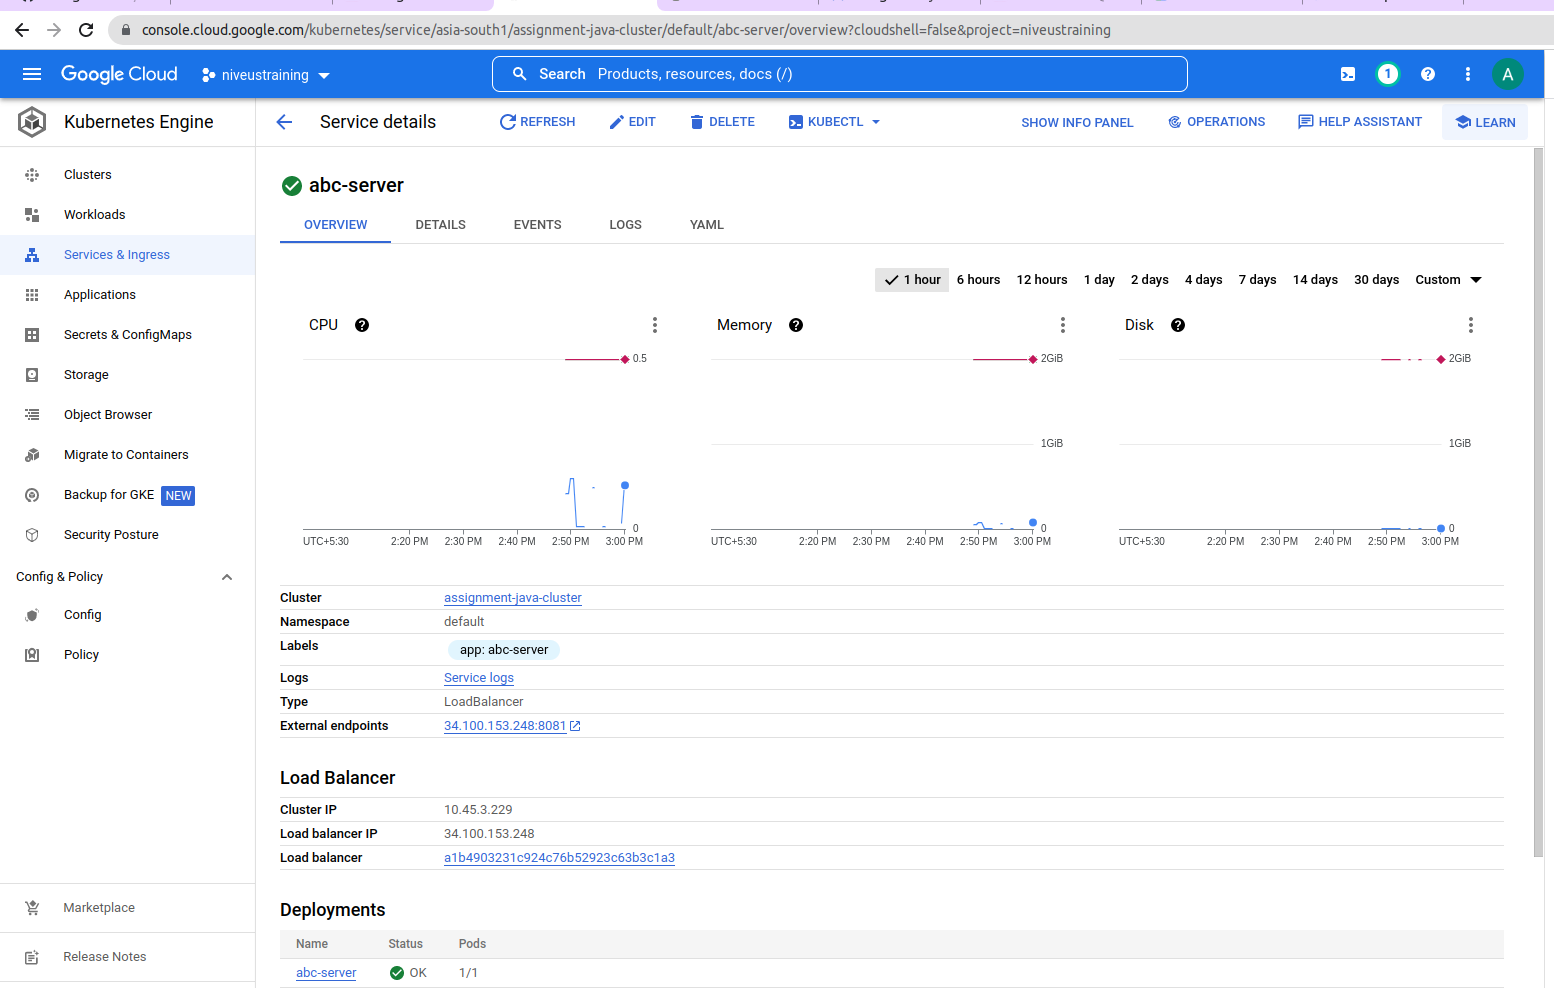 console.cloud.google.com/kubernetes/service/asia-south1/assignment-java-cluster/default/abc-server/overview?cloudshell=false&project=niveustraining
Google Cloud niveustraining Search Products, resources, docs (/) 1 A
Kubernetes Engine
Service details REFRESH EDIT DELETE KUBECTL SHOW INFO PANEL OPERATIONS HELP ASSISTANT LEARN
Clusters
Workloads
Services & Ingress
Applications
Secrets & ConfigMaps
Storage
Object Browser
Migrate to Containers
Backup for GKE NEW
Security Posture
Config & Policy
Config
Policy
Marketplace
Release Notes
abc-server
OVERVIEW DETAILS EVENTS LOGS YAML
1 hour 6 hours 12 hours 1 day 2 days 4 days 7 days 14 days 30 days Custom
CPU
0.5
0
UTC+5:30 2:20 PM 2:30 PM 2:40 PM 2:50 PM 3:00 PM
Memory
2GiB
1GiB
0
UTC+5:30 2:20 PM 2:30 PM 2:40 PM 2:50 PM 3:00 PM
Disk
2GiB
1GiB
0
UTC+5:30 2:20 PM 2:30 PM 2:40 PM 2:50 PM 3:00 PM
Cluster assignment-java-cluster
Namespace default
Labels app: abc-server
Logs Service logs
Type LoadBalancer
External endpoints 34.100.153.248:8081
Load Balancer
Cluster IP 10.45.3.229
Load balancer IP 34.100.153.248
Load balancer a1b4903231c924c76b52923c63b3c1a3
Deployments
Name Status Pods
abc-server OK 1/1